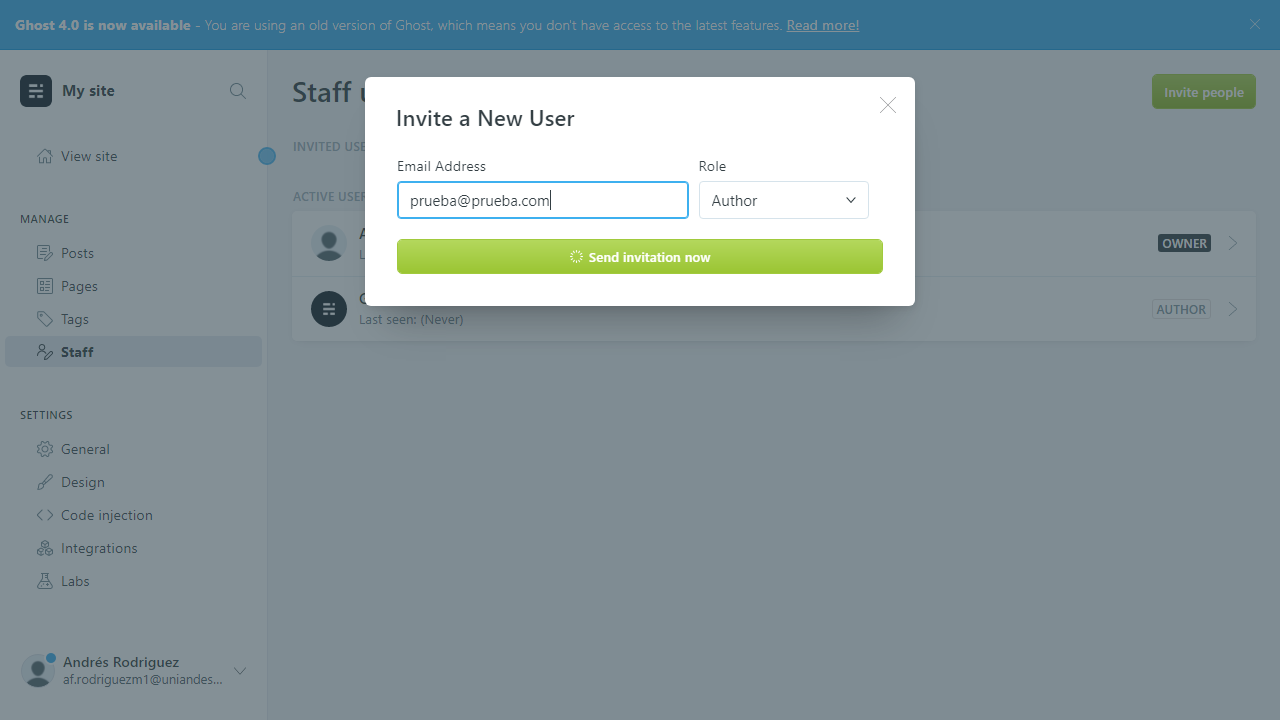 Ghost 4.0 is now available - You are using an old version of Ghost, which means you don't have access to the latest features. Read more!
My site
Staff u
Invite people
Invite a New User
View site
INVITED USE
Email Address
Role
prueba@prueba.com
Author
ACTIVE USER
MANAGE
Posts
Pages
Tags
Staff
Send invitation now
OWNER
Last seen: (Never)
AUTHOR
SETTINGS
General
Design
Code injection
Integrations
Labs
Andrés Rodriguez
af.rodriguezm1@uniandes...